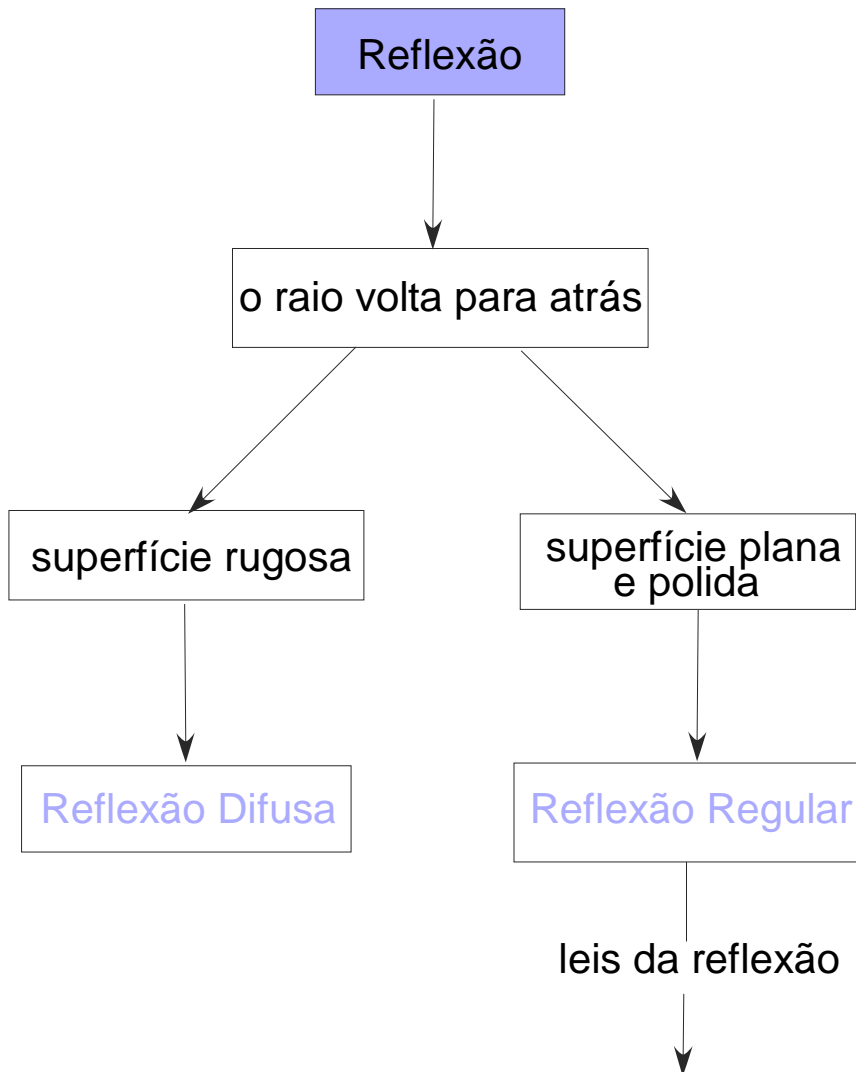 Reflexão
o raio volta para atrás
superfície rugosa
superfície plana
e polida
Reflexão Difusa
Reflexão Regular
leis da reflexão